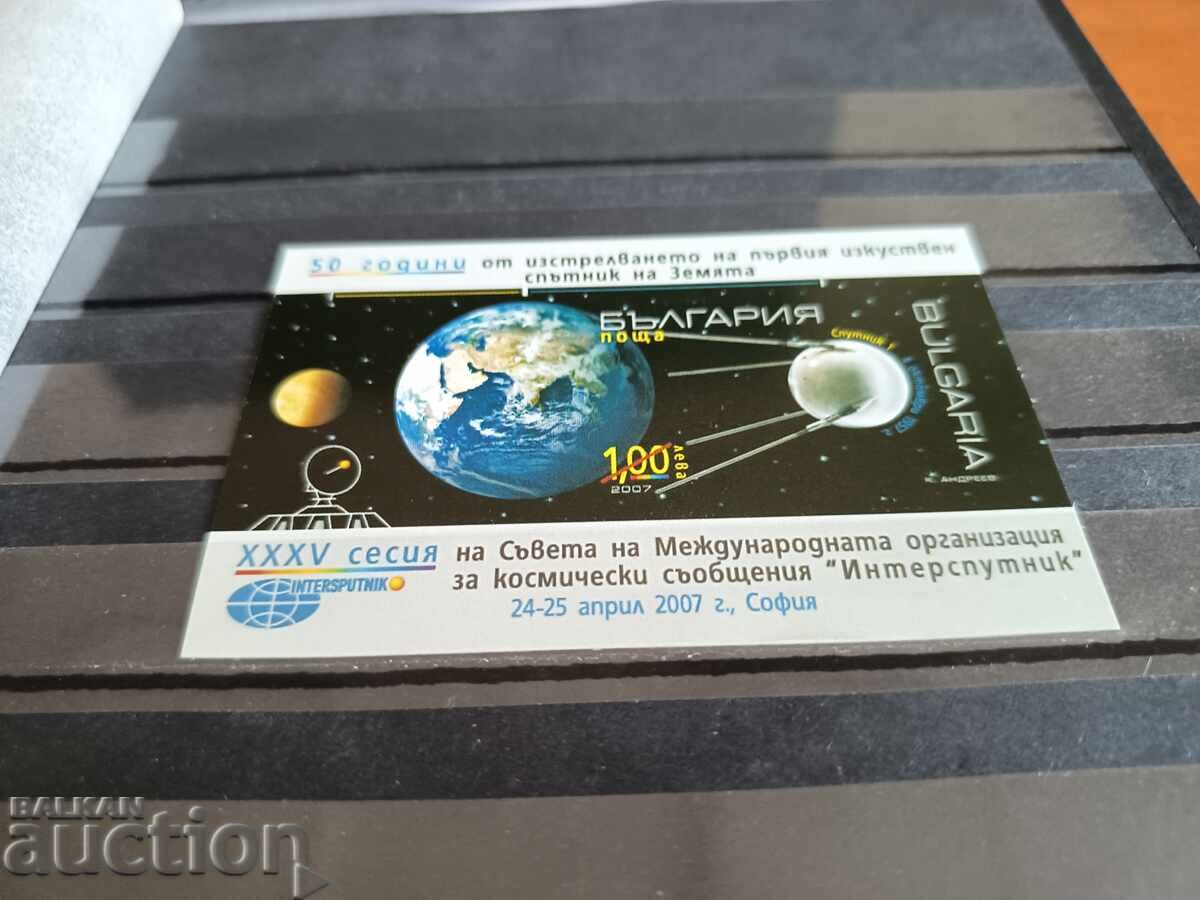 50 години от изстрелването на първия изкуствен
спътник на Земята
БЪЛГАРИЯ
поща
BULGARIA
Спутник
1,00 лева
2007
К. АНДРЕЕВ
XXXV сесия на Съвета на Международната организация
за космически съобщения "Интерспутник"
INTERSPUTNIK
24-25 април 2007 г., София
BALKAN
auction